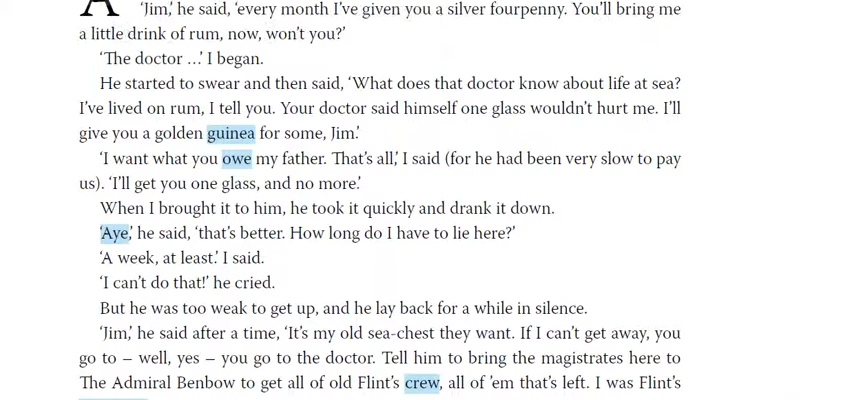 A ‘Jim,’ he said, ‘every month I’ve given you a silver fourpenny. You’ll bring me
a little drink of rum, now, won’t you?’
‘The doctor ...’ I began.
He started to swear and then said, ‘What does that doctor know about life at sea?
I’ve lived on rum, I tell you. Your doctor said himself one glass wouldn’t hurt me. I’ll
give you a golden guinea for some, Jim.’
‘I want what you owe my father. That’s all,’ I said (for he had been very slow to pay
us). ‘I’ll get you one glass, and no more.’
When I brought it to him, he took it quickly and drank it down.
‘Aye,’ he said, ‘that’s better. How long do I have to lie here?’
‘A week, at least.’ I said.
‘I can’t do that!’ he cried.
But he was too weak to get up, and he lay back for a while in silence.
‘Jim,’ he said after a time, ‘It’s my old sea-chest they want. If I can’t get away, you
go to – well, yes – you go to the doctor. Tell him to bring the magistrates here to
The Admiral Benbow to get all of old Flint’s crew, all of ’em that’s left. I was Flint’s